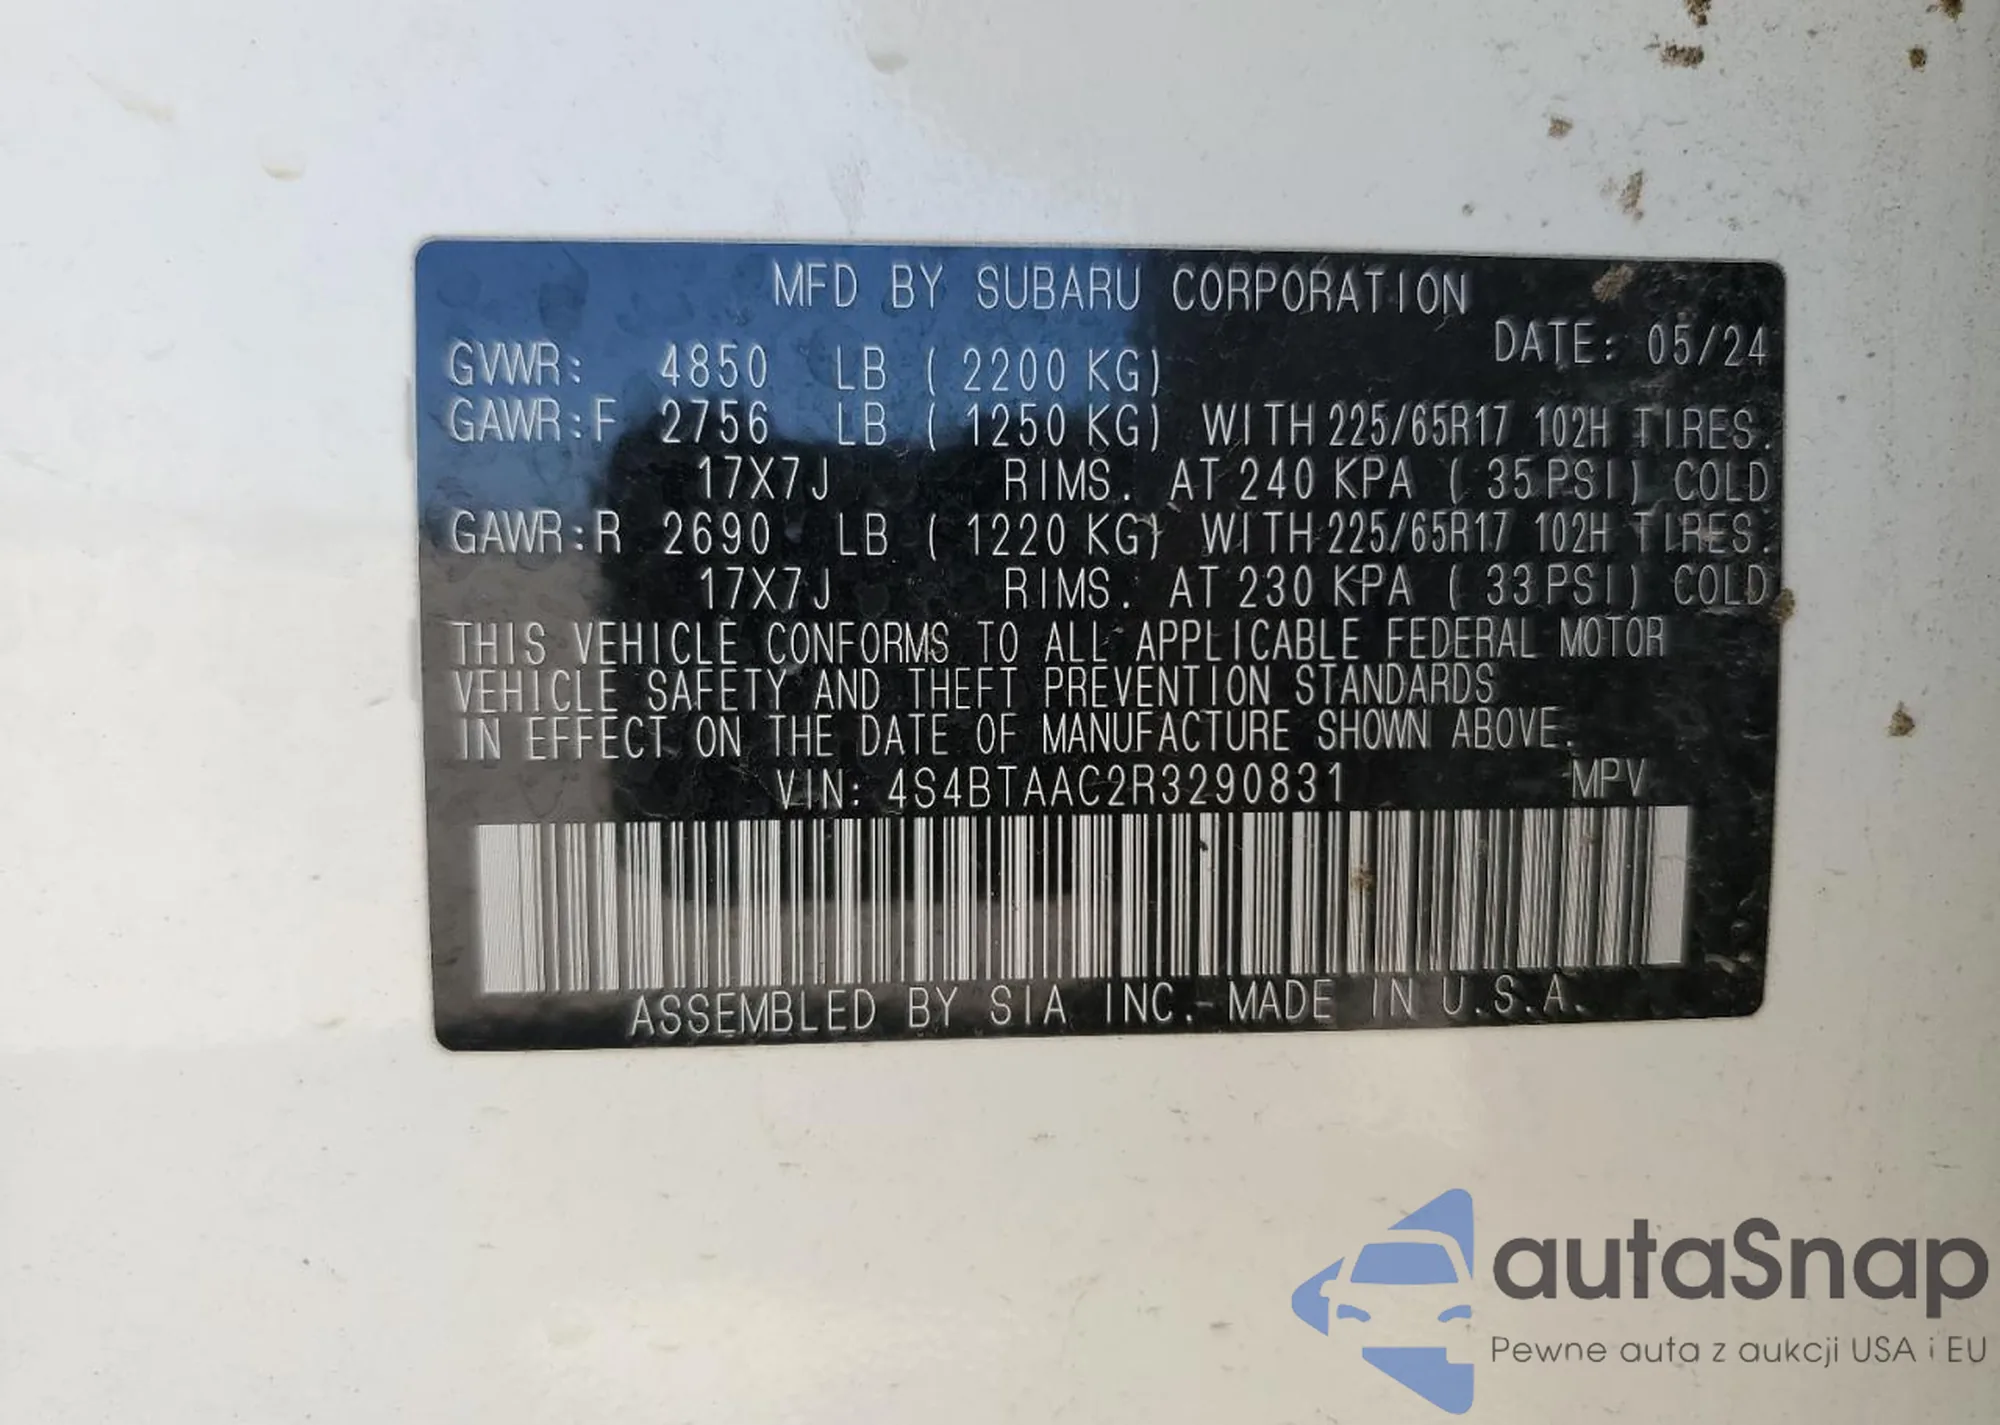 MFD BY SUBARU CORPORATION
DATE: 05/24
GVWR: 4850 LB ( 2200 KG)
GAWR:F 2756 LB ( 1250 KG) WITH 225/65R17 102H TIRES.
17X7J RIMS. AT 240 KPA ( 35 PSI) COLD
GAWR:R 2690 LB ( 1220 KG) WITH 225/65R17 102H TIRES.
17X7J RIMS. AT 230 KPA ( 33 PSI) COLD
THIS VEHICLE CONFORMS TO ALL APPLICABLE FEDERAL MOTOR
VEHICLE SAFETY AND THEFT PREVENTION STANDARDS
IN EFFECT ON THE DATE OF MANUFACTURE SHOWN ABOVE.
VIN: 4S4BTAAC2R3290831 MPV
ASSEMBLED BY SIA INC.-MADE IN U.S.A.
autaSnap
Pewne auta z aukcji USA i EU